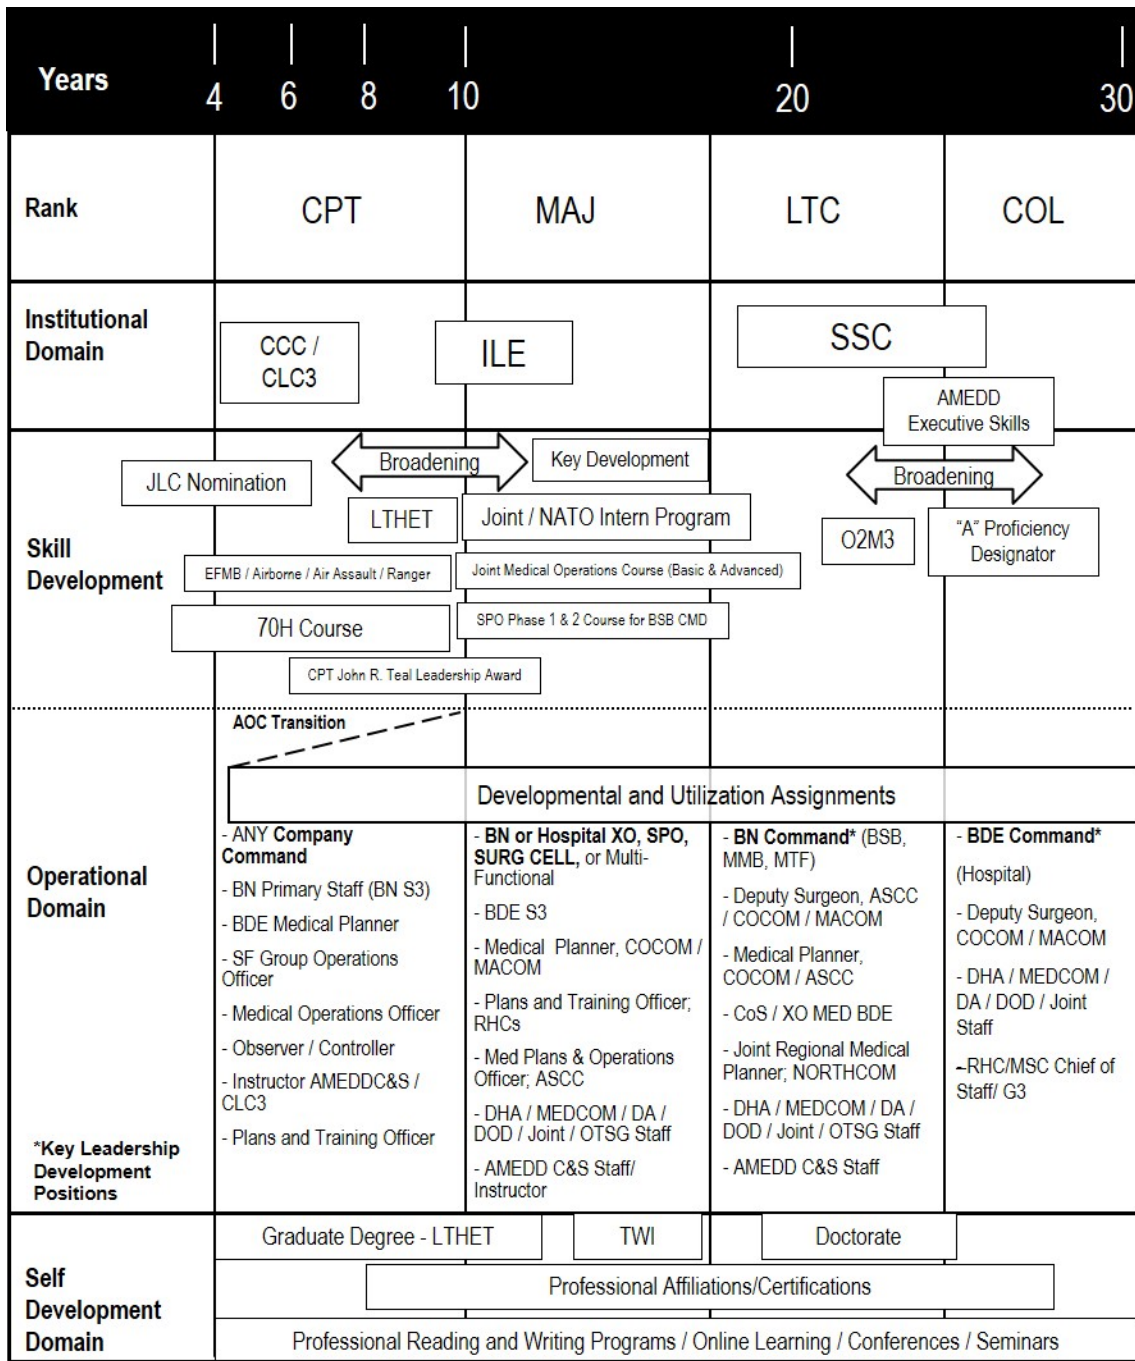 Years
4
6
8
10
20
30
Rank
CPT
MAJ
LTC
COL
Institutional
Domain
CCC /
CLC3
ILE
SSC
AMEDD
Executive Skills
Skill
Development
JLC Nomination
Broadening
Key Development
Broadening
LTHET
Joint / NATO Intern Program
O2M3
"A" Proficiency
Designator
EFMB / Airborne / Air Assault / Ranger
Joint Medical Operations Course (Basic & Advanced)
70H Course
SPO Phase 1 & 2 Course for BSB CMD
CPT John R. Teal Leadership Award
AOC Transition
Developmental and Utilization Assignments
Operational
Domain
*Key Leadership
Development
Positions
- ANY Company
Command
- BN Primary Staff (BN S3)
- BDE Medical Planner
- SF Group Operations
Officer
- Medical Operations Officer
- Observer / Controller
- Instructor AMEDDC&S /
CLC3
- Plans and Training Officer
- BN or Hospital XO, SPO,
SURG CELL, or Multi-
Functional
- BDE S3
- Medical Planner, COCOM /
MACOM
- Plans and Training Officer;
RHCs
- Med Plans & Operations
Officer; ASCC
- DHA / MEDCOM / DA /
DOD / Joint / OTSG Staff
- AMEDD C&S Staff/
Instructor
- BN Command* (BSB,
MMB, MTF)
- Deputy Surgeon, ASCC
/ COCOM / MACOM
- Medical Planner,
COCOM / ASCC
- CoS / XO MED BDE
- Joint Regional Medical
Planner; NORTHCOM
- DHA / MEDCOM / DA /
DOD / Joint / OTSG Staff
- AMEDD C&S Staff
- BDE Command*
(Hospital)
- Deputy Surgeon,
COCOM / MACOM
- DHA / MEDCOM /
DA / DOD / Joint
Staff
-RHC/MSC Chief of
Staff/ G3
Self
Development
Domain
Graduate Degree - LTHET
TWI
Doctorate
Professional Affiliations/Certifications
Professional Reading and Writing Programs / Online Learning / Conferences / Seminars